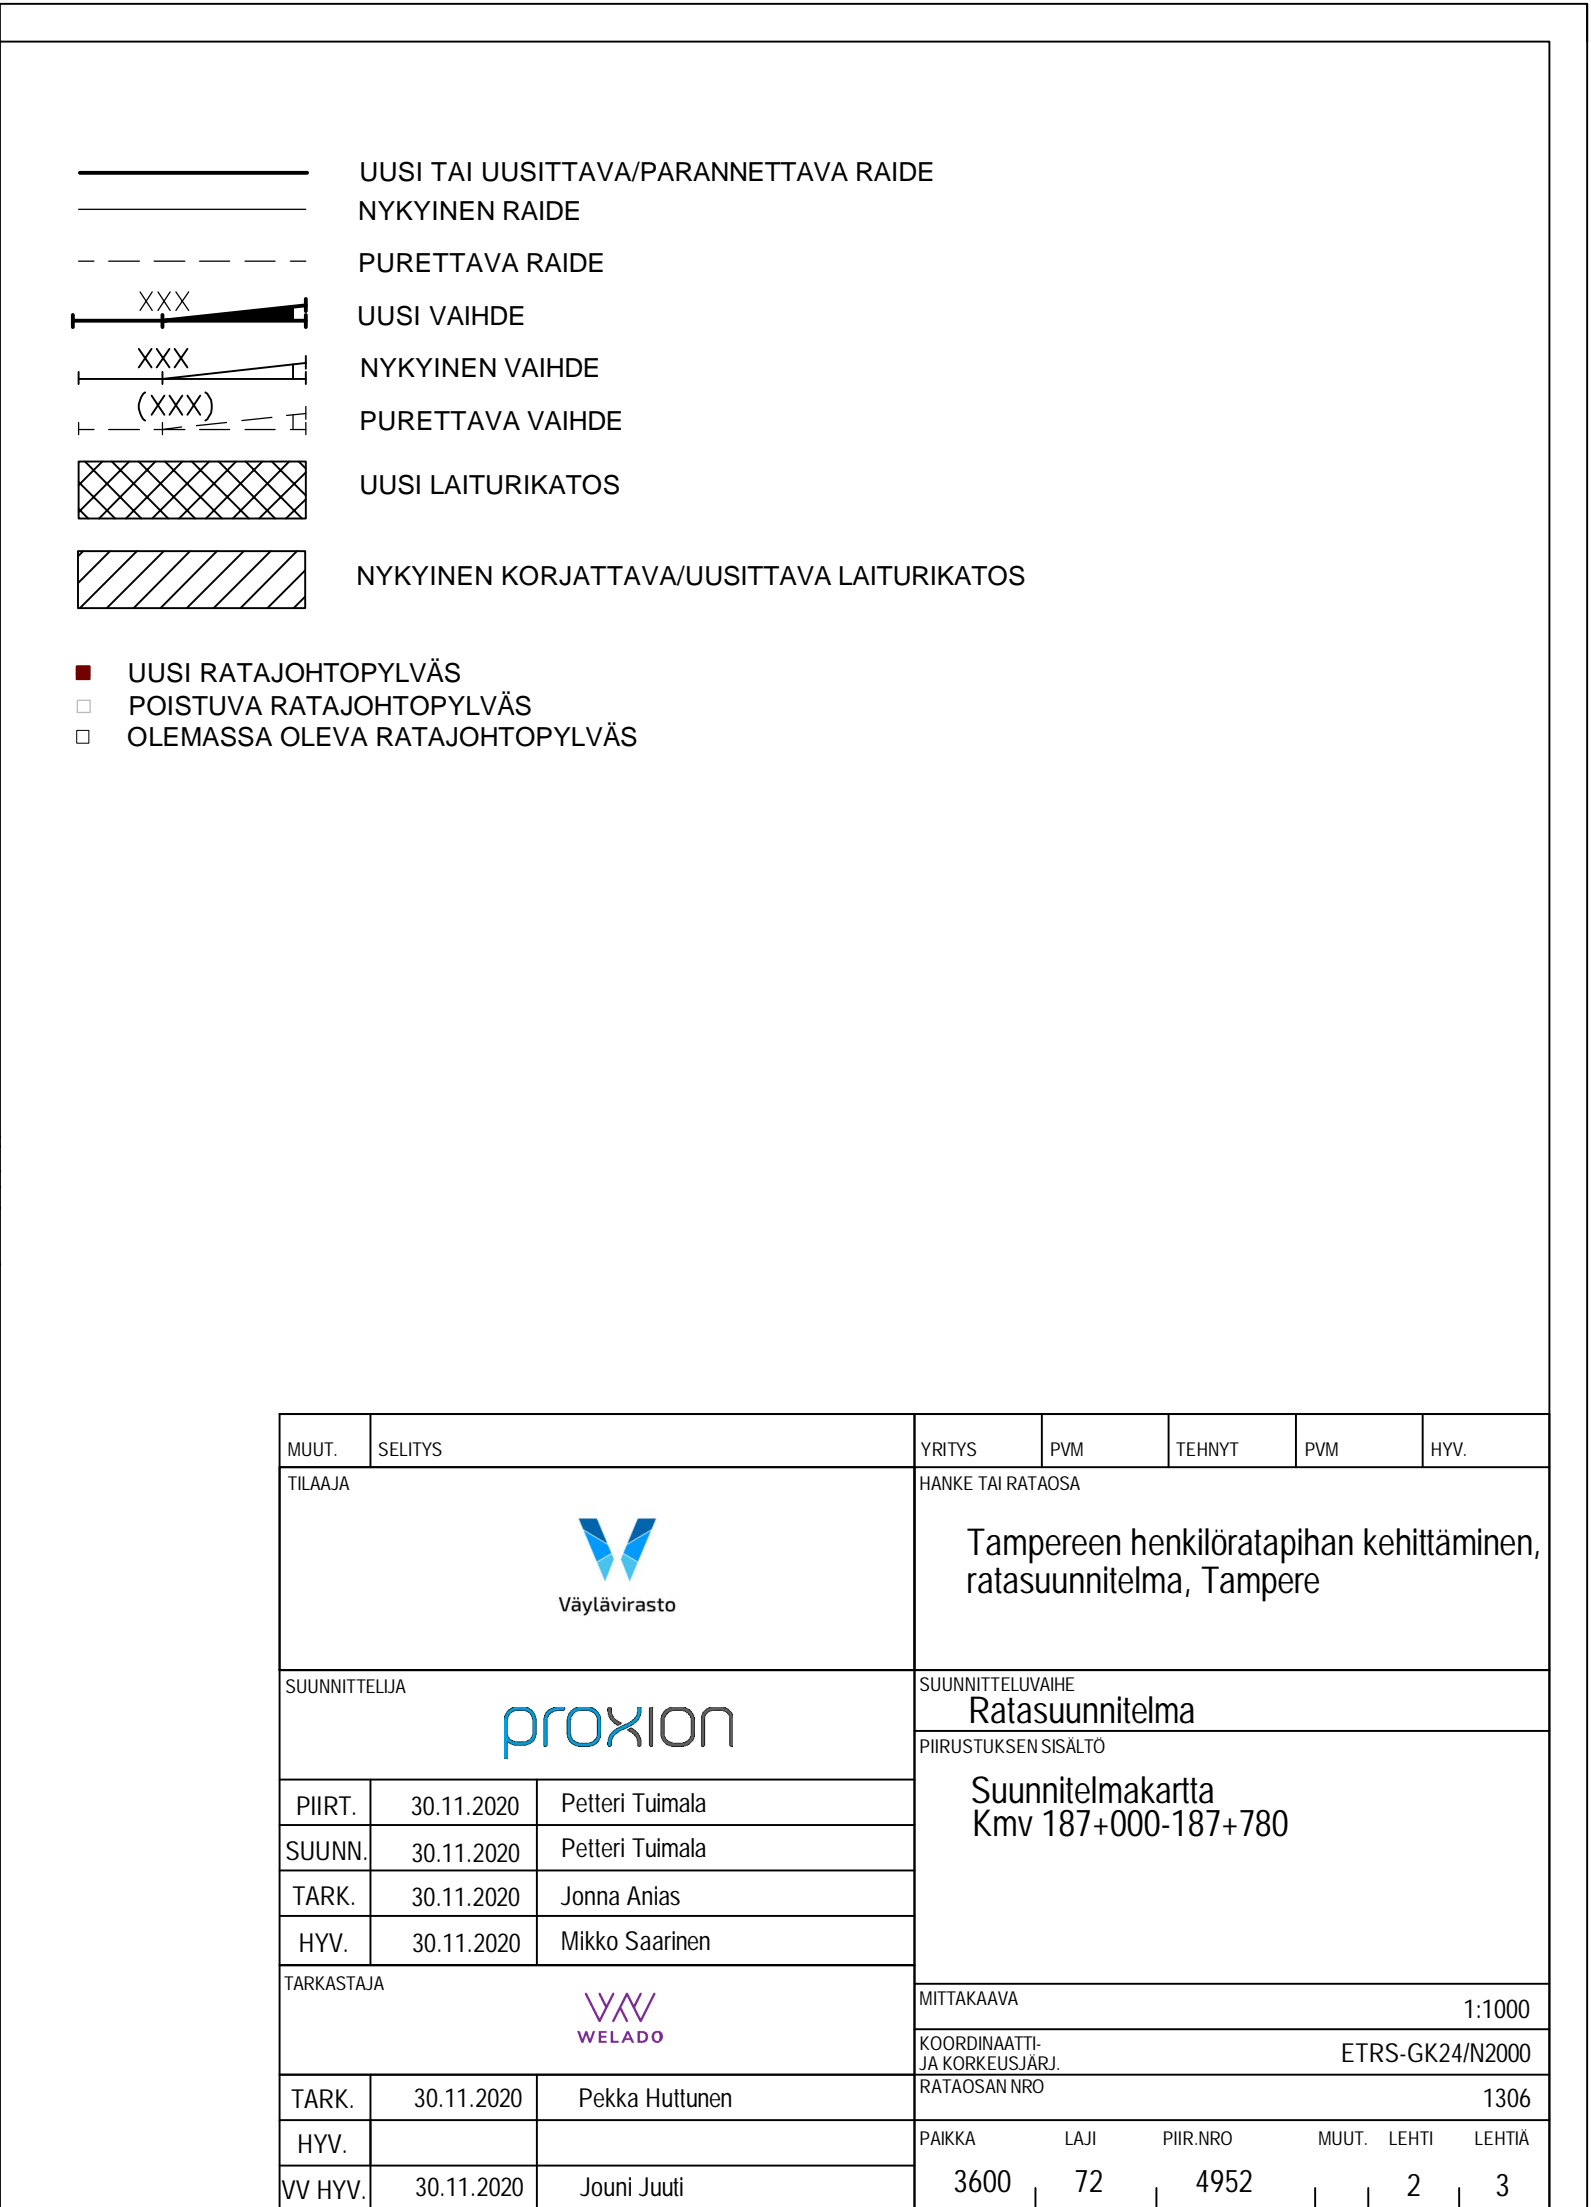 UUSI TAI UUSITTAVA/PARANNETTAVA RAIDE
NYKYINEN RAIDE
PURETTAVA RAIDE
XXX
UUSI VAIHDE
XXX
NYKYINEN VAIHDE
(XXX)
PURETTAVA VAIHDE
UUSI LAITURIKATOS
NYKYINEN KORJATTAVA/UUSITTAVA LAITURIKATOS
UUSI RATAJOHTOPYLVÄS
POISTUVA RATAJOHTOPYLVÄS
OLEMASSA OLEVA RATAJOHTOPYLVÄS
MUUT. SELITYS YRITYS PVM TEHNYT PVM HYV.
TILAAJA
Väylävirasto
HANKE TAI RATAOSA
Tampereen henkilöratapihan kehittäminen,
ratasuunnitelma, Tampere
SUUNNITTELIJA
proxion
SUUNNITTELUVAIHE
Ratasuunnitelma
PIIRUSTUKSEN SISÄLTÖ
Suunnitelmakartta
Kmv 187+000-187+780
PIIRT. 30.11.2020 Petteri Tuimala
SUUNN. 30.11.2020 Petteri Tuimala
TARK. 30.11.2020 Jonna Anias
HYV. 30.11.2020 Mikko Saarinen
TARKASTAJA
WELADO
MITTAKAAVA 1:1000
KOORDINAATTI-
JA KORKEUSJÄRJ. ETRS-GK24/N2000
RATAOSAN NRO 1306
TARK. 30.11.2020 Pekka Huttunen
HYV.
VV HYV. 30.11.2020 Jouni Juuti
PAIKKA LAJI PIIR.NRO MUUT. LEHTI LEHTIÄ
3600 72 4952 2 3